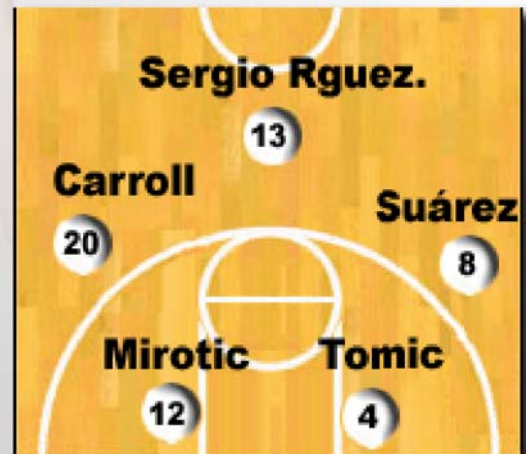 Sergio Rguez.
13
Carroll
20
Suárez
8
Mirotic
12
Tomic
4